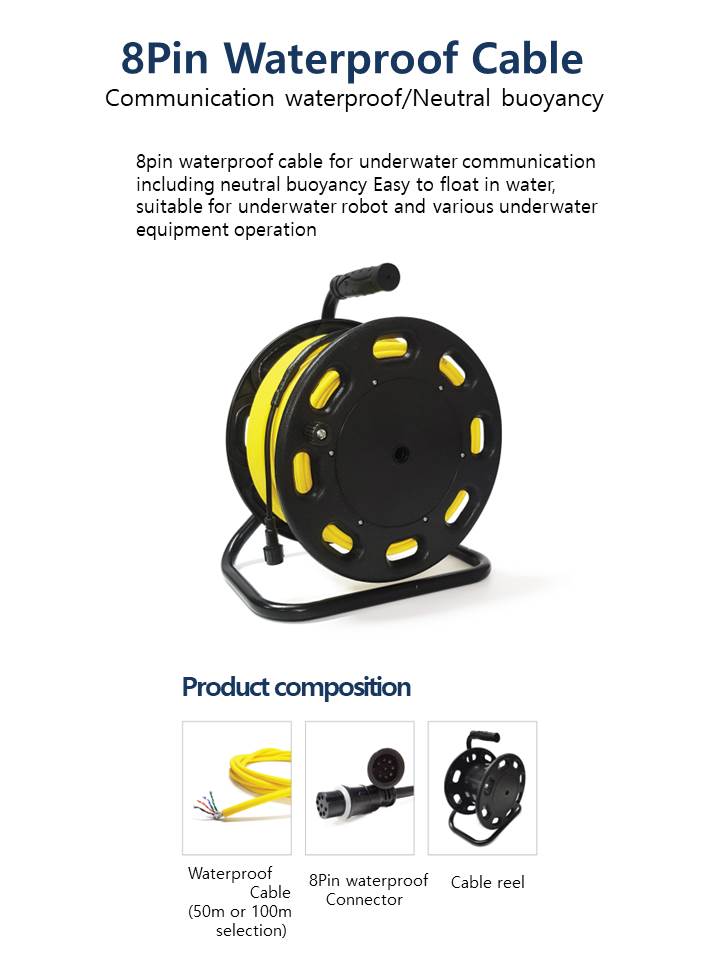 8Pin Waterproof Cable
Communication waterproof/Neutral buoyancy
8pin waterproof cable for underwater communication
including neutral buoyancy Easy to float in water,
suitable for underwater robot and various underwater
equipment operation
Product composition
Waterproof
Cable
(50m or 100m
selection)
8Pin waterproof
Connector
Cable reel